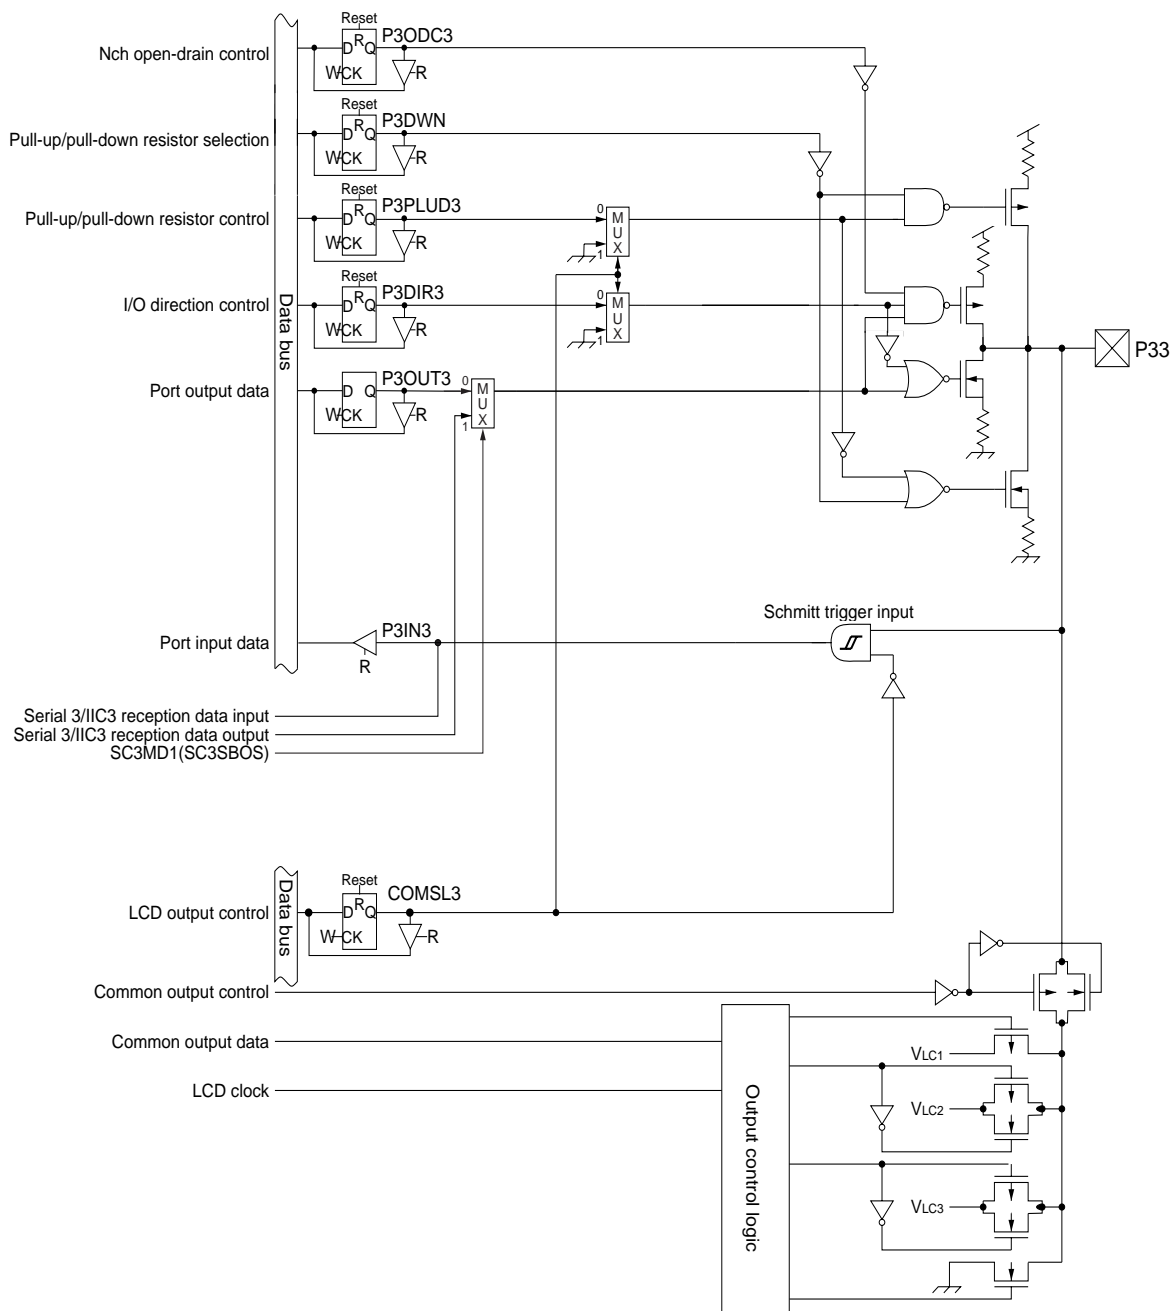 Reset
Nch open-drain control
D R Q
P3ODC3
W
CK
R
Reset
Pull-up/pull-down resistor selection
D R Q
P3DWN
W
CK
R
Reset
Pull-up/pull-down resistor control
D R Q
P3PLUD3
W
CK
R
0
MUX
1
Reset
I/O direction control
D R Q
P3DIR3
W
CK
R
0
MUX
1
Data bus
P33
Port output data
D Q
P3OUT3
W
CK
R
0
MUX
1
Schmitt trigger input
Port input data
P3IN3
R
Serial 3/IIC3 reception data input
Serial 3/IIC3 reception data output
SC3MD1(SC3SBOS)
Reset
LCD output control
Data bus
D R Q
COMSL3
W
CK
R
Common output control
Common output data
LCD clock
Output control logic
VLC1
VLC2
VLC3